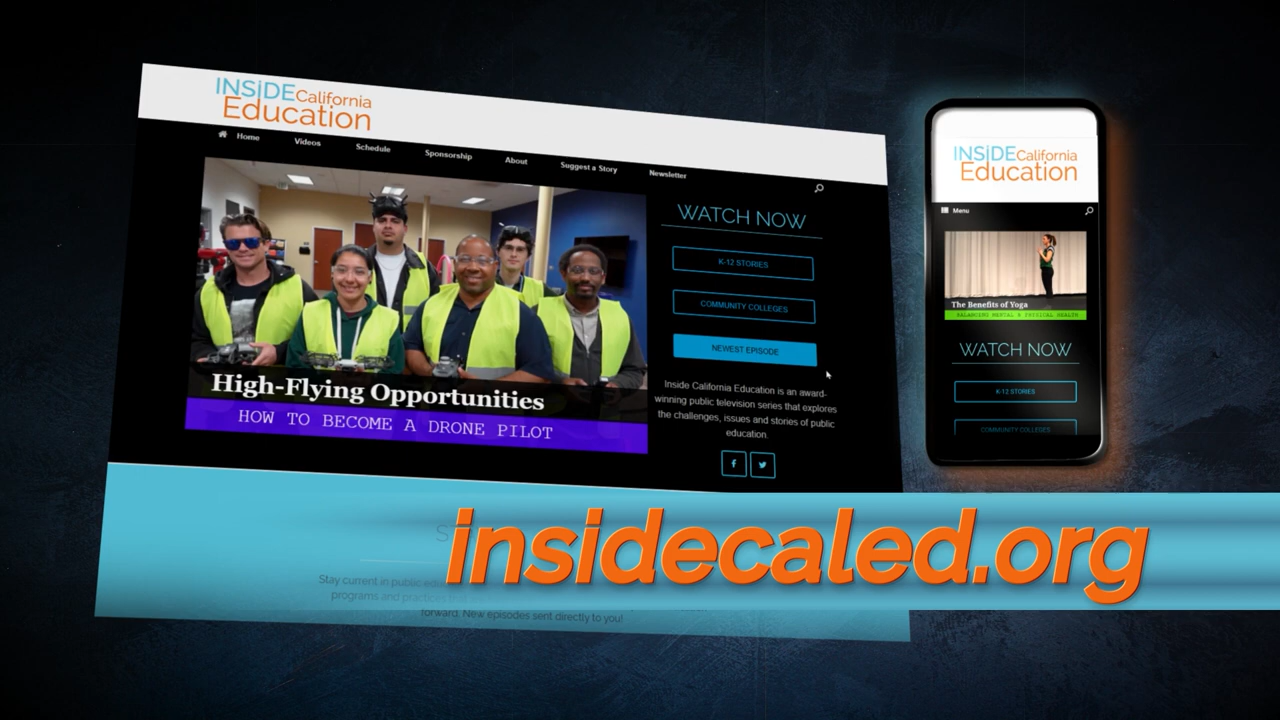 INSiDE California
Education
Home Videos Schedule Sponsorship About Suggest a Story Newsletter
High-Flying Opportunities
HOW TO BECOME A DRONE PILOT
WATCH NOW
K-12 STORIES
COMMUNITY COLLEGES
NEWEST EPISODE
Inside California Education is an award-
winning public television series that explores
the challenges, issues and stories of public
education.
INSiDE California
Education
Menu
The Benefits of Yoga
BALANCING MENTAL & PHYSICAL HEALTH
WATCH NOW
K-12 STORIES
COMMUNITY COLLEGES
insidecaled.org
Stay current in public
programs and practices
forward. New episodes sent directly to you!